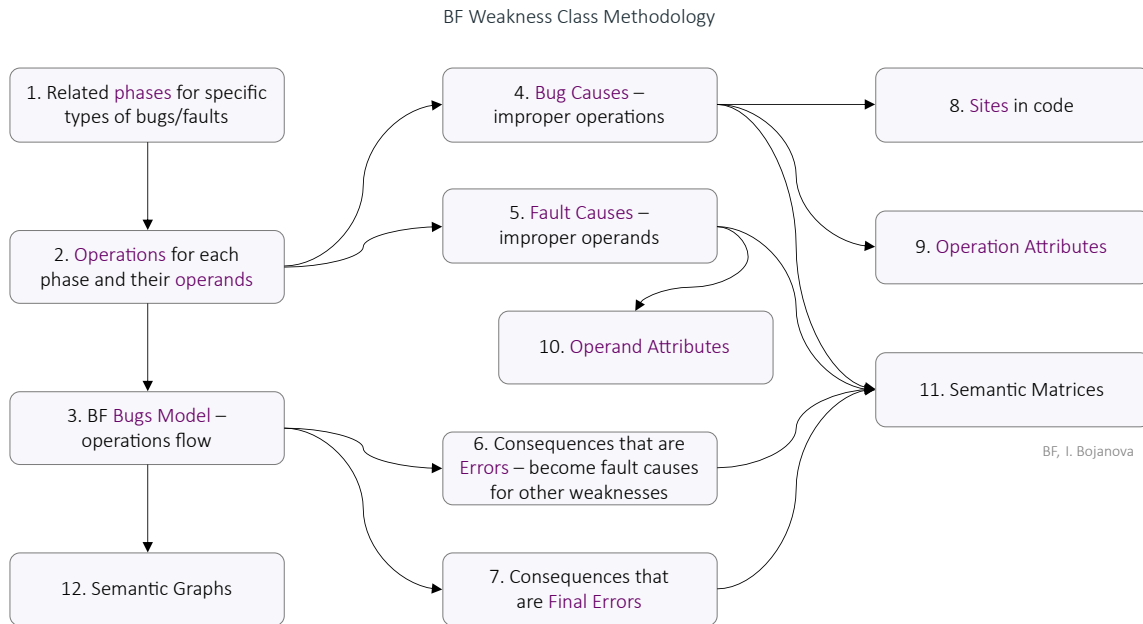 BF Weakness Class Methodology
1. Related phases for specific
types of bugs/faults
2. Operations for each
phase and their operands
3. BF Bugs Model –
operations flow
12. Semantic Graphs
4. Bug Causes –
improper operations
5. Fault Causes –
improper operands
10. Operand Attributes
6. Consequences that are
Errors – become fault causes
for other weaknesses
7. Consequences that
are Final Errors
8. Sites in code
9. Operation Attributes
11. Semantic Matrices
BF, I. Bojanova